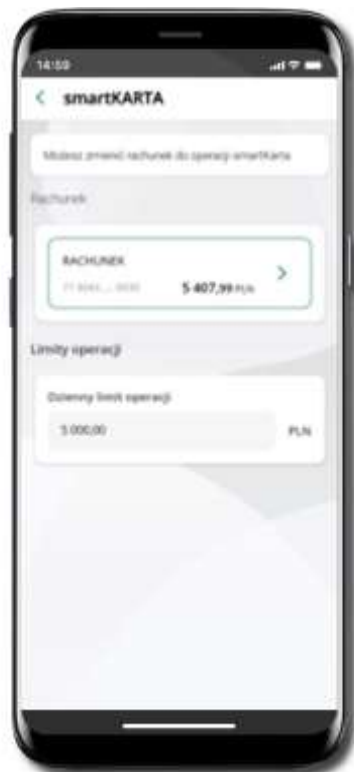 14:59
smartKARTA
Możesz zmienić rachunek do operacji smartKarta
Rachunek
RACHUNEK
5 407,99 PLN
Limity operacji
Dzienny limit operacji
5 000,00 PLN